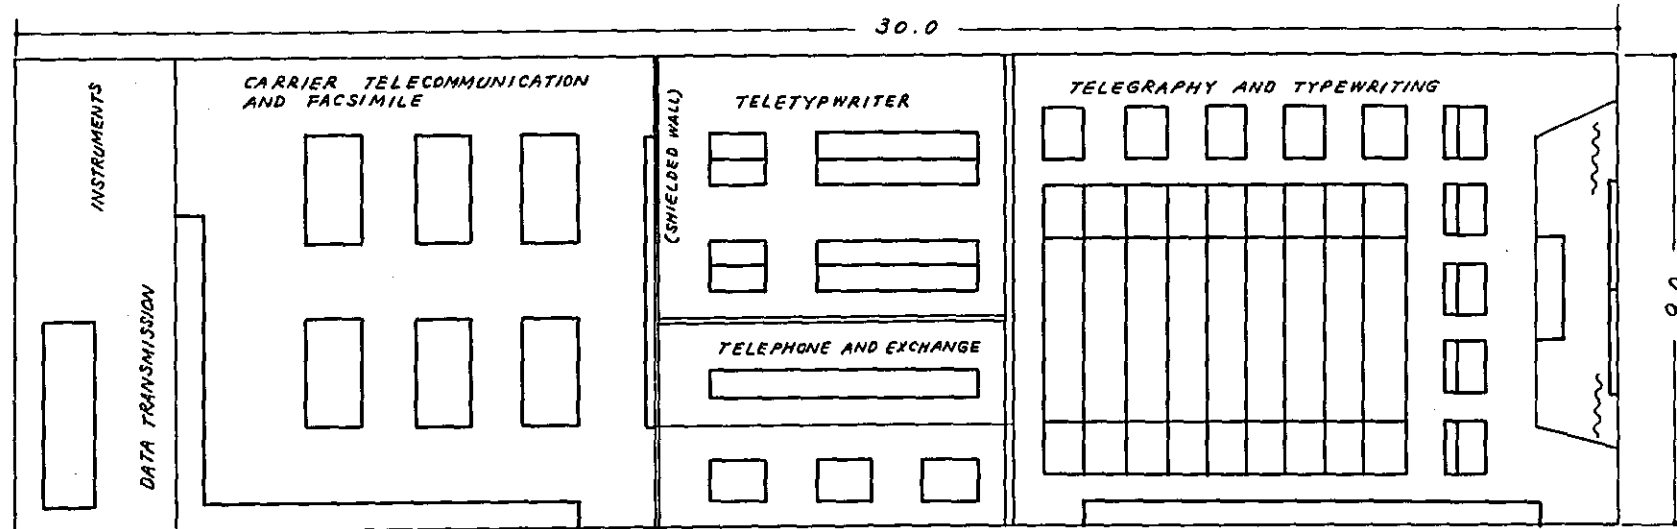 30.0
INSTRUMENTS
DATA TRANSMISSION
CARRIER TELECOMMUNICATION
AND FACSIMILE
(SHIELDED WALL)
TELETYPWRITER
TELEPHONE AND EXCHANGE
TELEGRAPHY AND TYPEWRITING